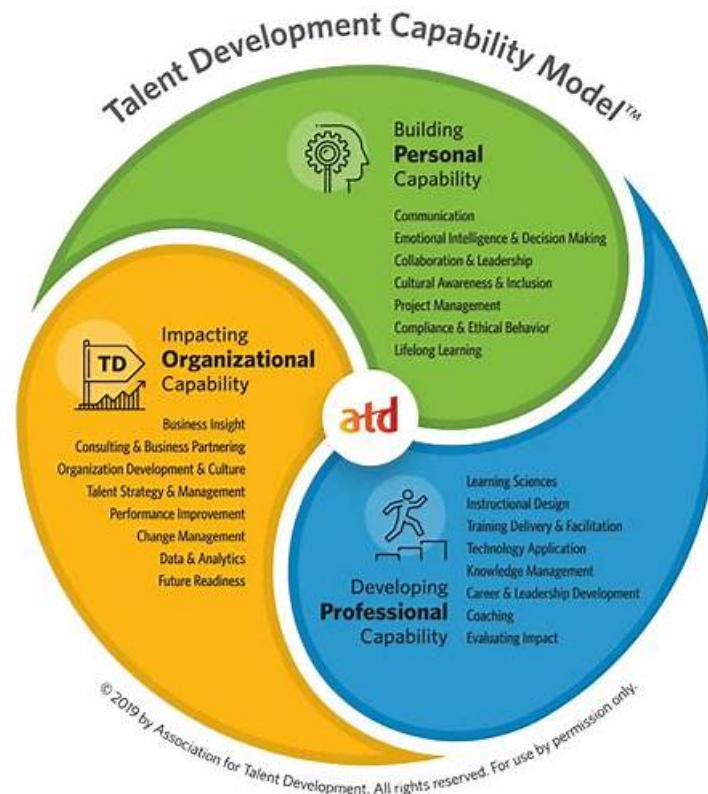 Talent Development Capability Model™
Building
Personal
Capability
Communication
Emotional Intelligence & Decision Making
Collaboration & Leadership
Cultural Awareness & Inclusion
Project Management
Compliance & Ethical Behavior
Lifelong Learning
TD
Impacting
Organizational
Capability
Business Insight
Consulting & Business Partnering
Organization Development & Culture
Talent Strategy & Management
Performance Improvement
Change Management
Data & Analytics
Future Readiness
atd
Developing
Professional
Capability
Learning Sciences
Instructional Design
Training Delivery & Facilitation
Technology Application
Knowledge Management
Career & Leadership Development
Coaching
Evaluating Impact
© 2019 by Association for Talent Development. All rights reserved. For use by permission only.